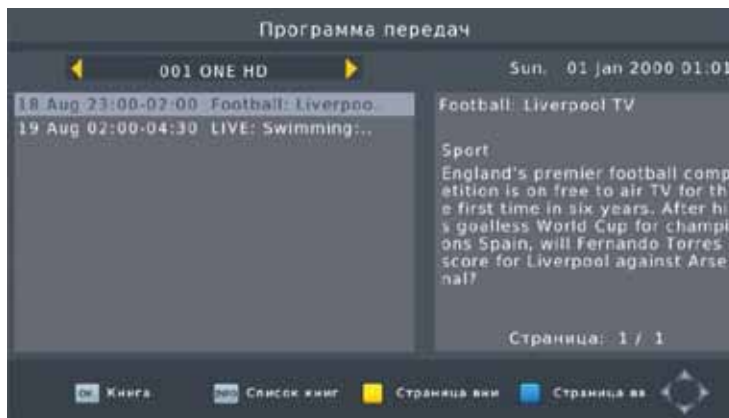 Программа передач
001 ONE HD
Sun. 01 Jan 2000 01:01
18 Aug 23:00-02:00 Football: Liverpoo..
19 Aug 02:00-04:30 LIVE: Swimming:..
Football: Liverpool TV
Sport
England's premier football comp
etition is on free to air TV for th
e first time in six years. After hi
s goalless World Cup for champi
ons Spain, will Fernando Torres
score for Liverpool against Arse
nal?
Страница: 1 / 1
OK Книга
INFO Список книг
Страница вни
Страница вв